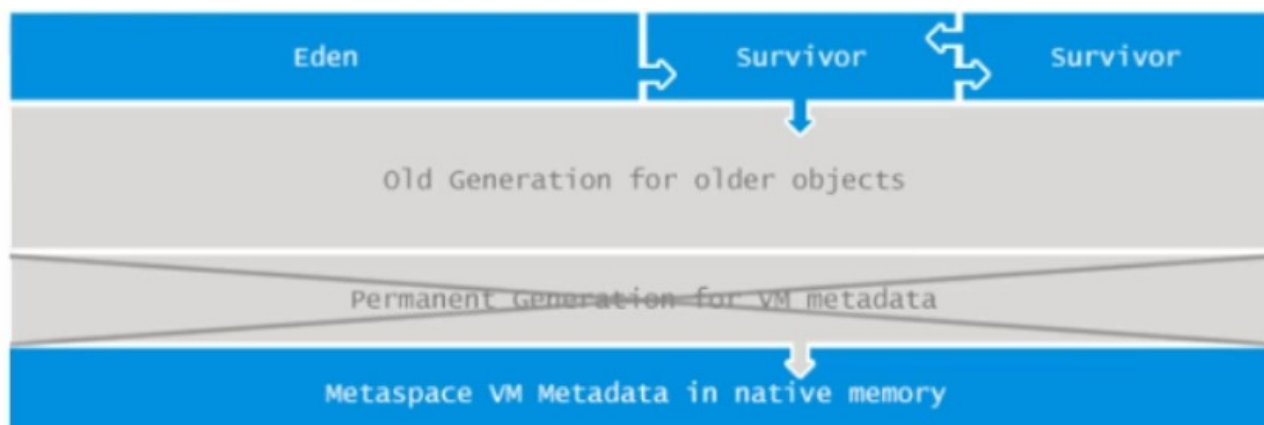 Eden
Survivor
Survivor
Old Generation for older objects
Permanent Generation for VM metadata
Metaspace VM Metadata in native memory